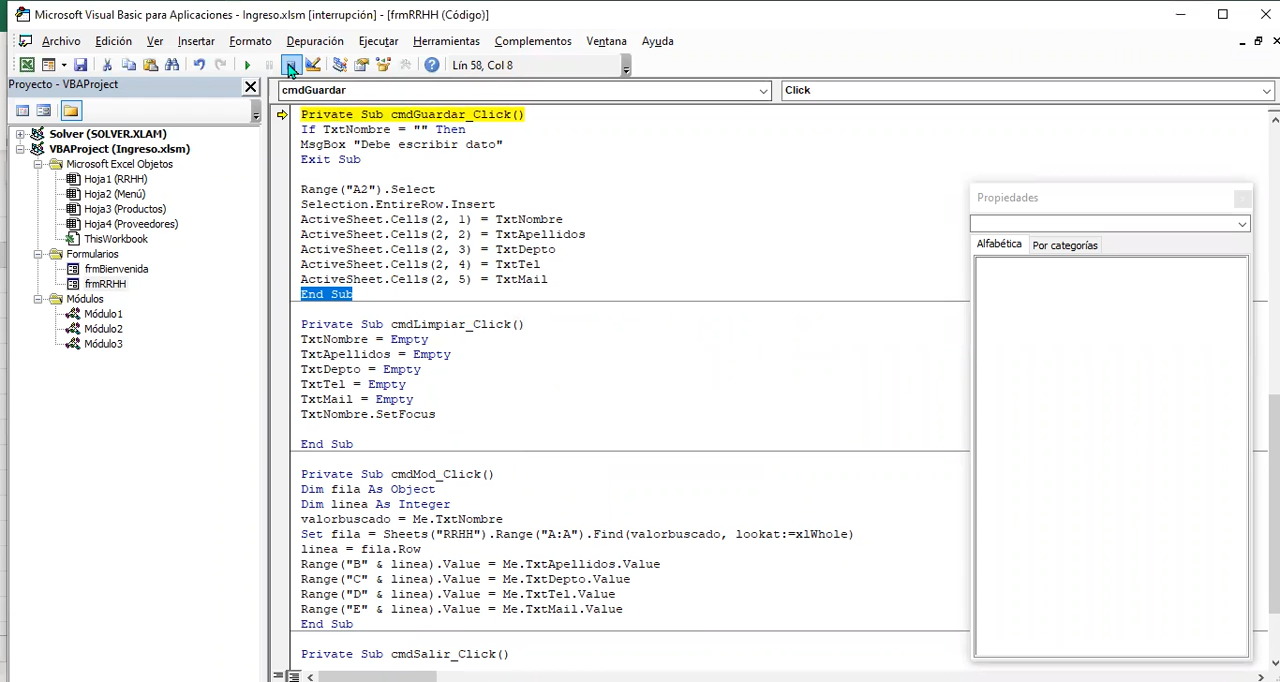 Microsoft Visual Basic para Aplicaciones - Ingreso.xlsm [interrupción] - [frmRRHH (Código)]
Archivo Edición Ver Insertar Formato Depuración Ejecutar Herramientas Complementos Ventana Ayuda
Lín 58, Col 8
Proyecto - VBAProject
cmdGuardar
Click
Solver (SOLVER.XLAM)
VBAProject (Ingreso.xlsm)
Microsoft Excel Objetos
Hoja1 (RRHH)
Hoja2 (Menú)
Hoja3 (Productos)
Hoja4 (Proveedores)
ThisWorkbook
Formularios
frmBienvenida
frmRRHH
Módulos
Módulo1
Módulo2
Módulo3
Private Sub cmdGuardar_Click()
If TxtNombre = "" Then
MsgBox "Debe escribir dato"
Exit Sub
Range("A2").Select
Selection.EntireRow.Insert
ActiveSheet.Cells(2, 1) = TxtNombre
ActiveSheet.Cells(2, 2) = TxtApellidos
ActiveSheet.Cells(2, 3) = TxtDepto
ActiveSheet.Cells(2, 4) = TxtTel
ActiveSheet.Cells(2, 5) = TxtMail
End Sub
Private Sub cmdLimpiar_Click()
TxtNombre = Empty
TxtApellidos = Empty
TxtDepto = Empty
TxtTel = Empty
TxtMail = Empty
TxtNombre.SetFocus
End Sub
Private Sub cmdMod_Click()
Dim fila As Object
Dim linea As Integer
valorbuscado = Me.TxtNombre
Set fila = Sheets("RRHH").Range("A:A").Find(valorbuscado, lookat:=xlWhole)
linea = fila.Row
Range("B" & linea).Value = Me.TxtApellidos.Value
Range("C" & linea).Value = Me.TxtDepto.Value
Range("D" & linea).Value = Me.TxtTel.Value
Range("E" & linea).Value = Me.TxtMail.Value
End Sub
Private Sub cmdSalir_Click()
Propiedades
Alfabética Por categorías